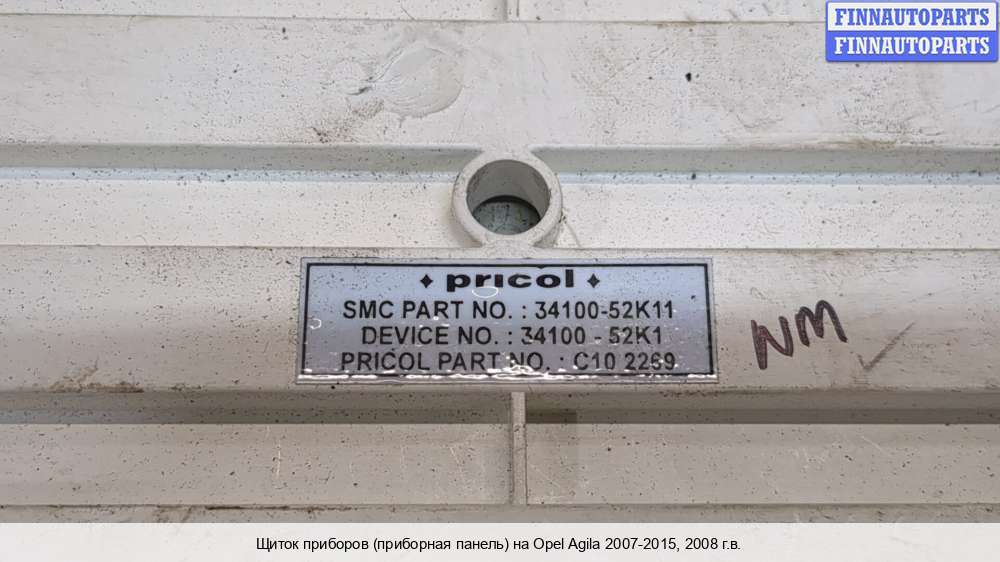 FINNAUTOPARTS
FINNAUTOPARTS
pricol
SMC PART NO. : 34100-52K11
DEVICE NO. : 34100 - 52K1
PRICOL PART NO. : C10 2269
NM
Щиток приборов (приборная панель) на Opel Agila 2007-2015, 2008 г.в.